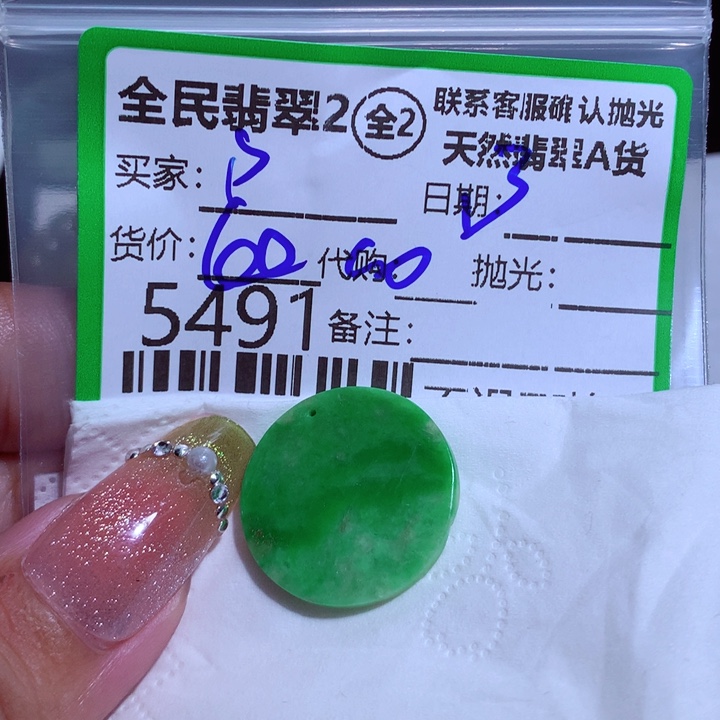 全民翡翠2 全2
联系客服确认抛光
天然翡翠A货
买家:
日期:
货价:
代购:
抛光:
5491
备注: